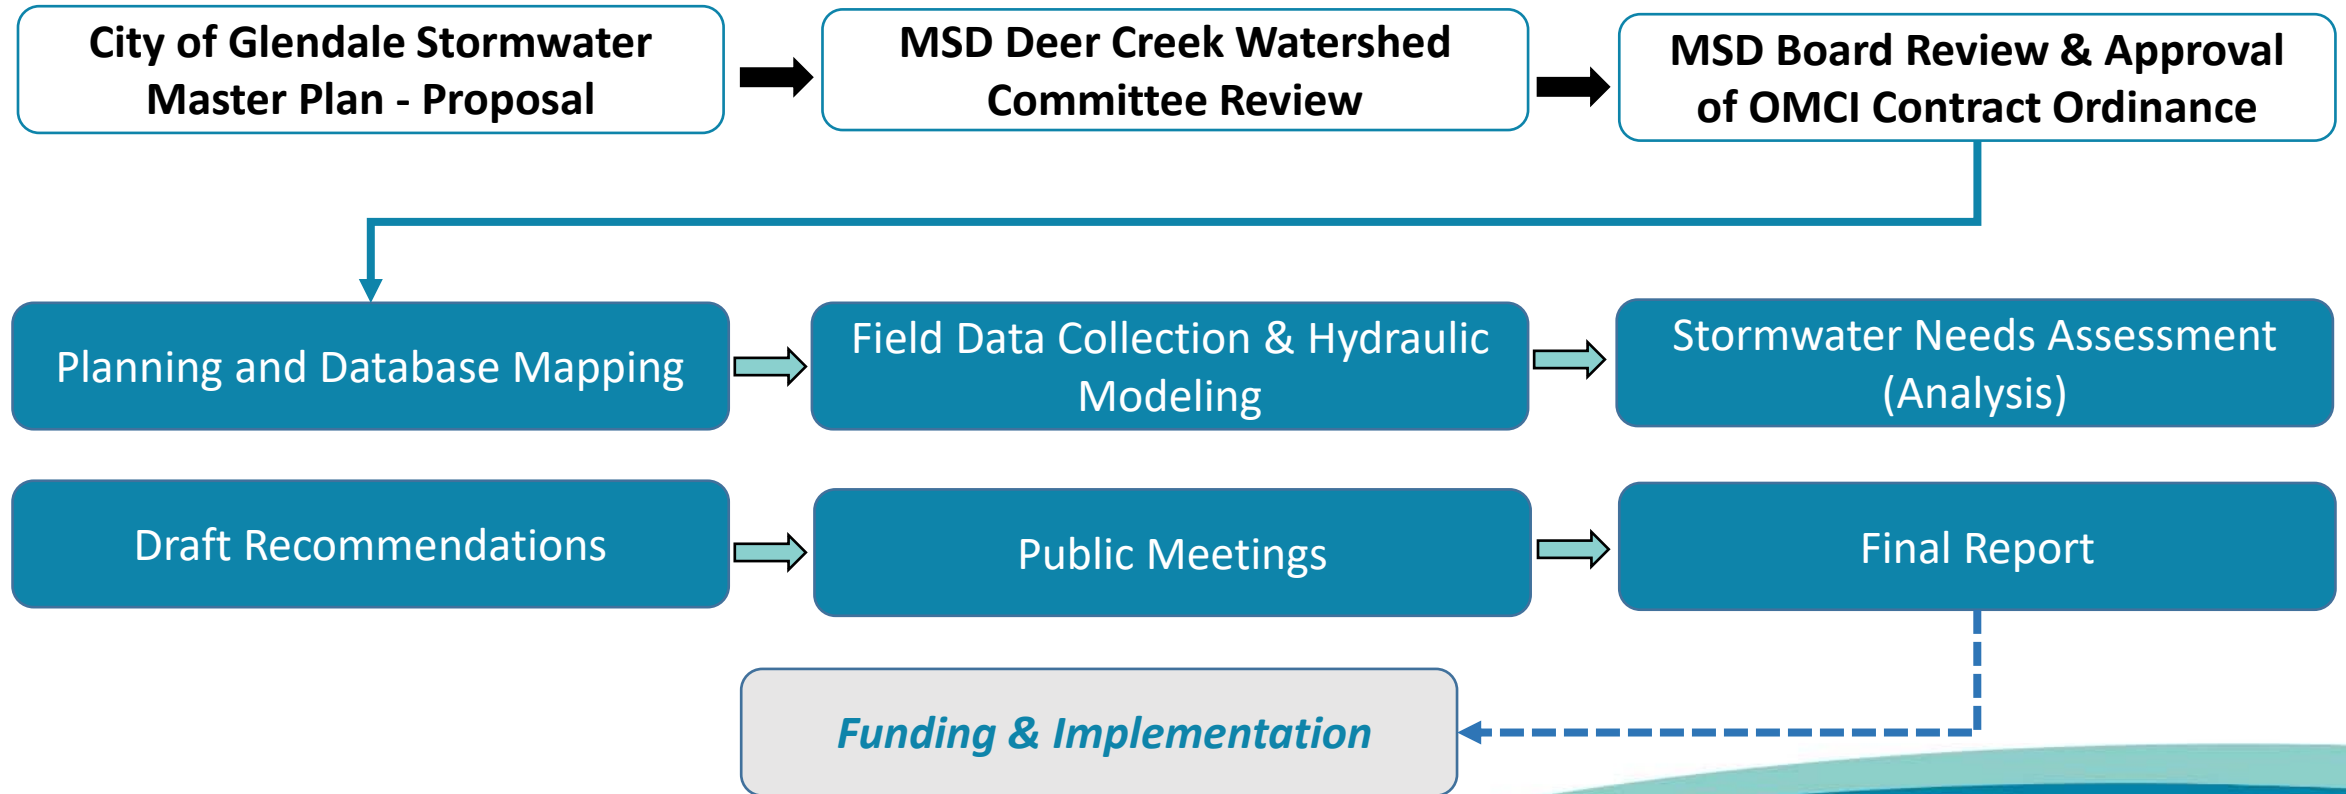 City of Glendale Stormwater
Master Plan - Proposal
MSD Deer Creek Watershed
Committee Review
MSD Board Review & Approval
of OMCI Contract Ordinance
Planning and Database Mapping
Field Data Collection & Hydraulic
Modeling
Stormwater Needs Assessment
(Analysis)
Draft Recommendations
Public Meetings
Final Report
Funding & Implementation